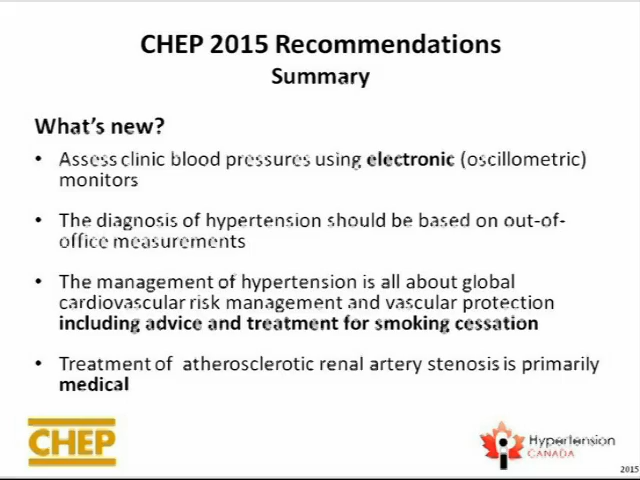 CHEP 2015 Recommendations
Summary
What's new?
• Assess clinic blood pressures using electronic (oscillometric)
monitors
• The diagnosis of hypertension should be based on out-of-
office measurements
• The management of hypertension is all about global
cardiovascular risk management and vascular protection
including advice and treatment for smoking cessation
• Treatment of atherosclerotic renal artery stenosis is primarily
medical
CHEP
Hypertension
CANADA
2015